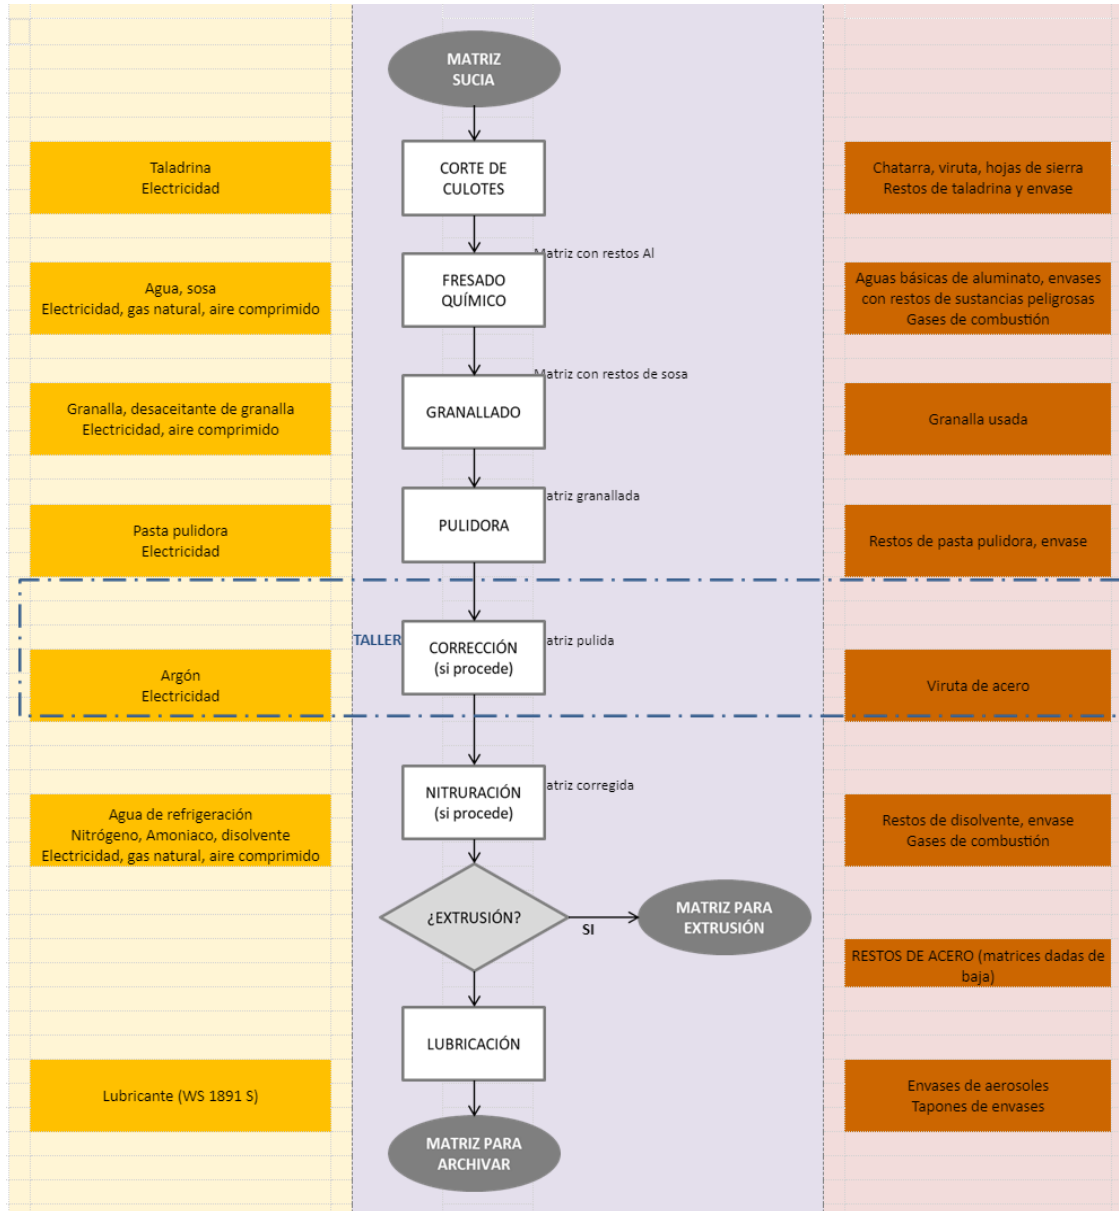 MATRIZ
SUCIA
Taladrina
Electricidad
CORTE DE
CULOTES
Chatarra, viruta, hojas de sierra
Restos de taladrina y envase
Matriz con restos Al
Agua, sosa
Electricidad, gas natural, aire comprimido
FRESADO
QUÍMICO
Aguas básicas de aluminato, envases
con restos de sustancias peligrosas
Gases de combustión
Matriz con restos de sosa
Granalla, desaceitante de granalla
Electricidad, aire comprimido
GRANALLADO
Granalla usada
atriz granallada
Pasta pulidora
Electricidad
PULIDORA
Restos de pasta pulidora, envase
TALLER
CORRECCIÓN
(si procede)
atriz pulida
Argón
Electricidad
Viruta de acero
atriz corregida
Agua de refrigeración
Nitrógeno, Amoniaco, disolvente
Electricidad, gas natural, aire comprimido
NITRURACIÓN
(si procede)
Restos de disolvente, envase
Gases de combustión
¿EXTRUSIÓN?
SI
MATRIZ PARA
EXTRUSIÓN
RESTOS DE ACERO (matrices dadas de
baja)
LUBRICACIÓN
Lubricante (WS 1891 S)
Envases de aerosoles
Tapones de envases
MATRIZ PARA
ARCHIVAR